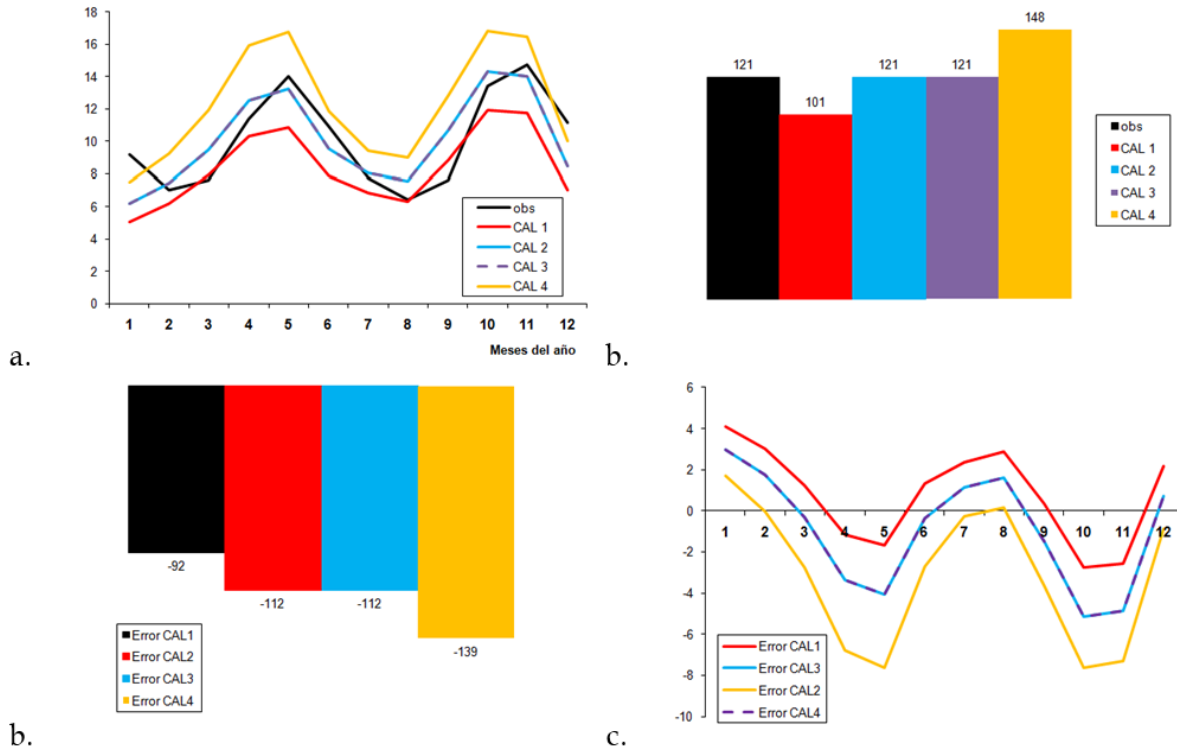 18
16
14
12
10
8
6
4
2
0
1 2 3 4 5 6 7 8 9 10 11 12
Meses del año
obs
CAL 1
CAL 2
CAL 3
CAL 4
a.
121
101
121
121
148
obs
CAL 1
CAL 2
CAL 3
CAL 4
b.
-92
-112
-112
-139
Error CAL1
Error CAL2
Error CAL3
Error CAL4
b.
6
4
2
0
-2
-4
-6
-8
-10
1 2 3 4 5 6 7 8 9 10 11 12
Error CAL1
Error CAL3
Error CAL2
Error CAL4
c.